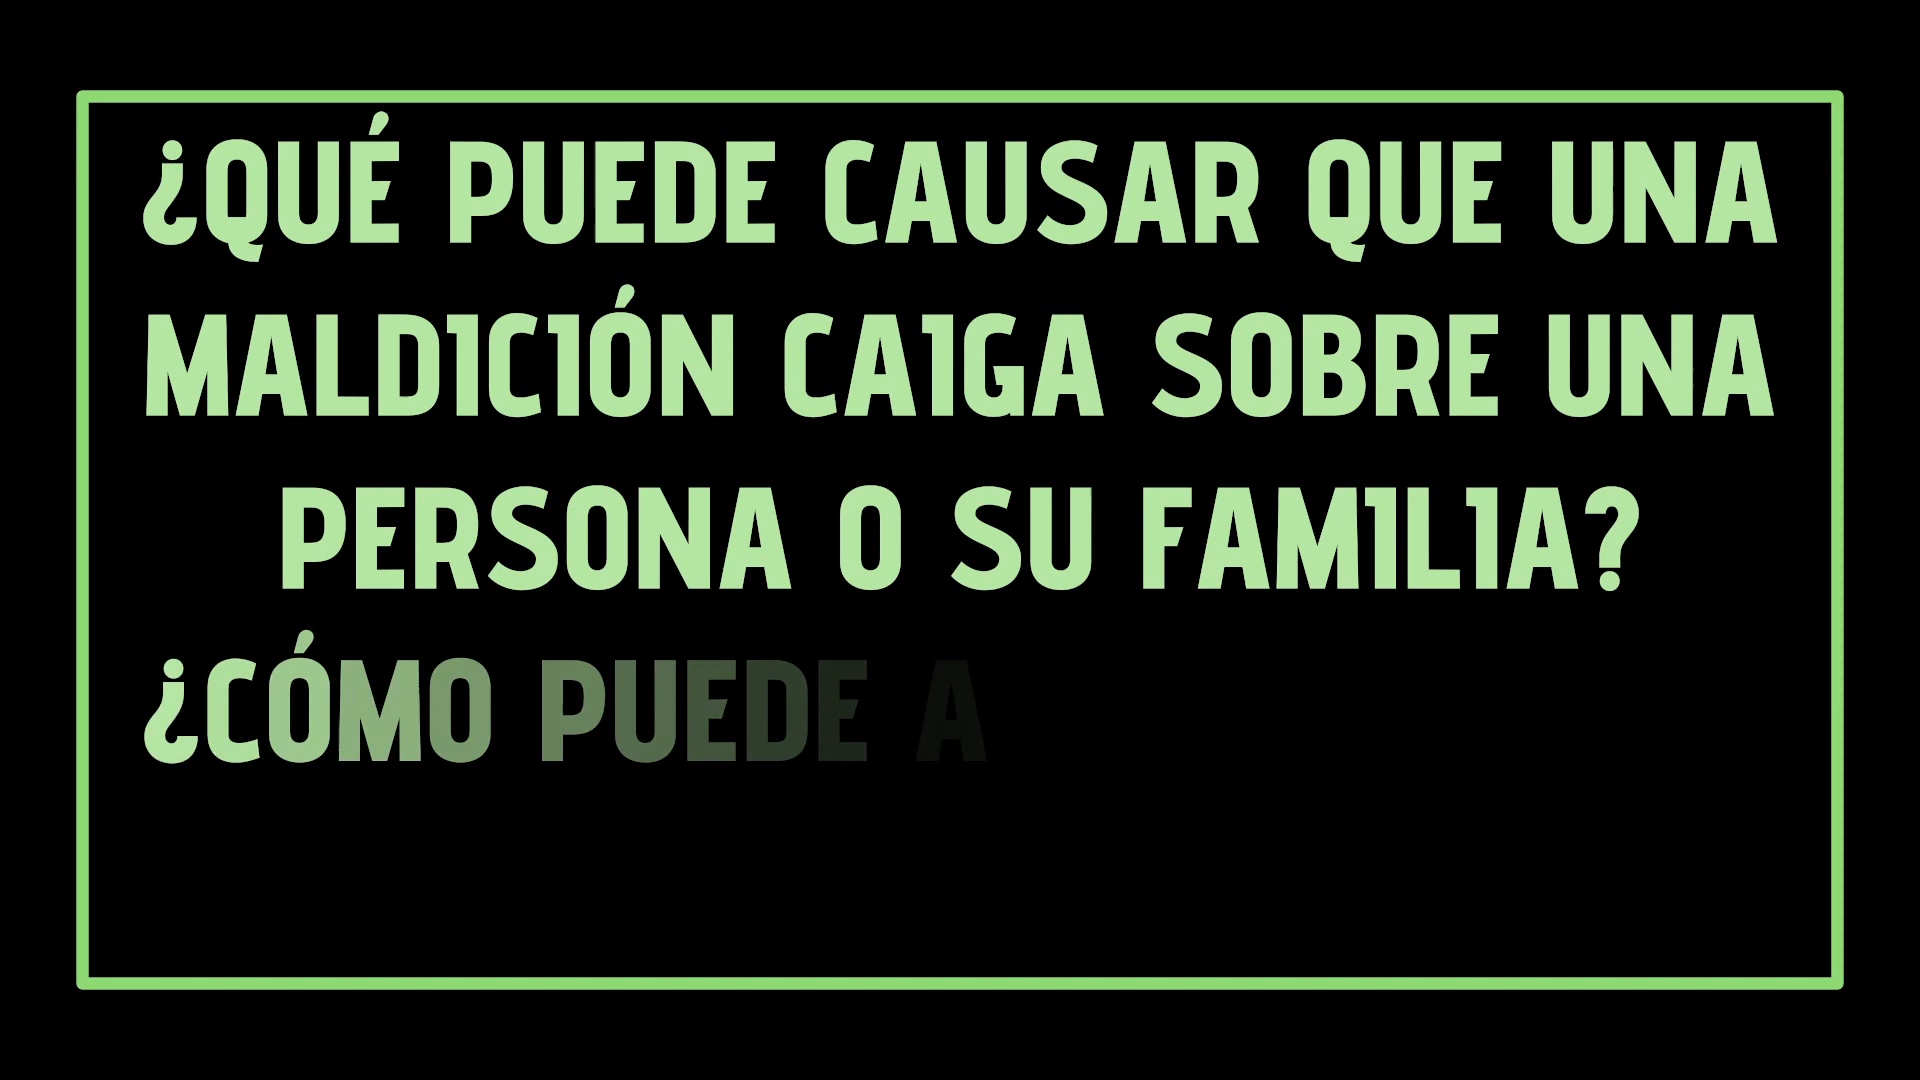 ¿QUÉ PUEDE CAUSAR QUE UNA
MALDICIÓN CAIGA SOBRE UNA
PERSONA O SU FAMILIA?
¿CÓMO PUEDE A